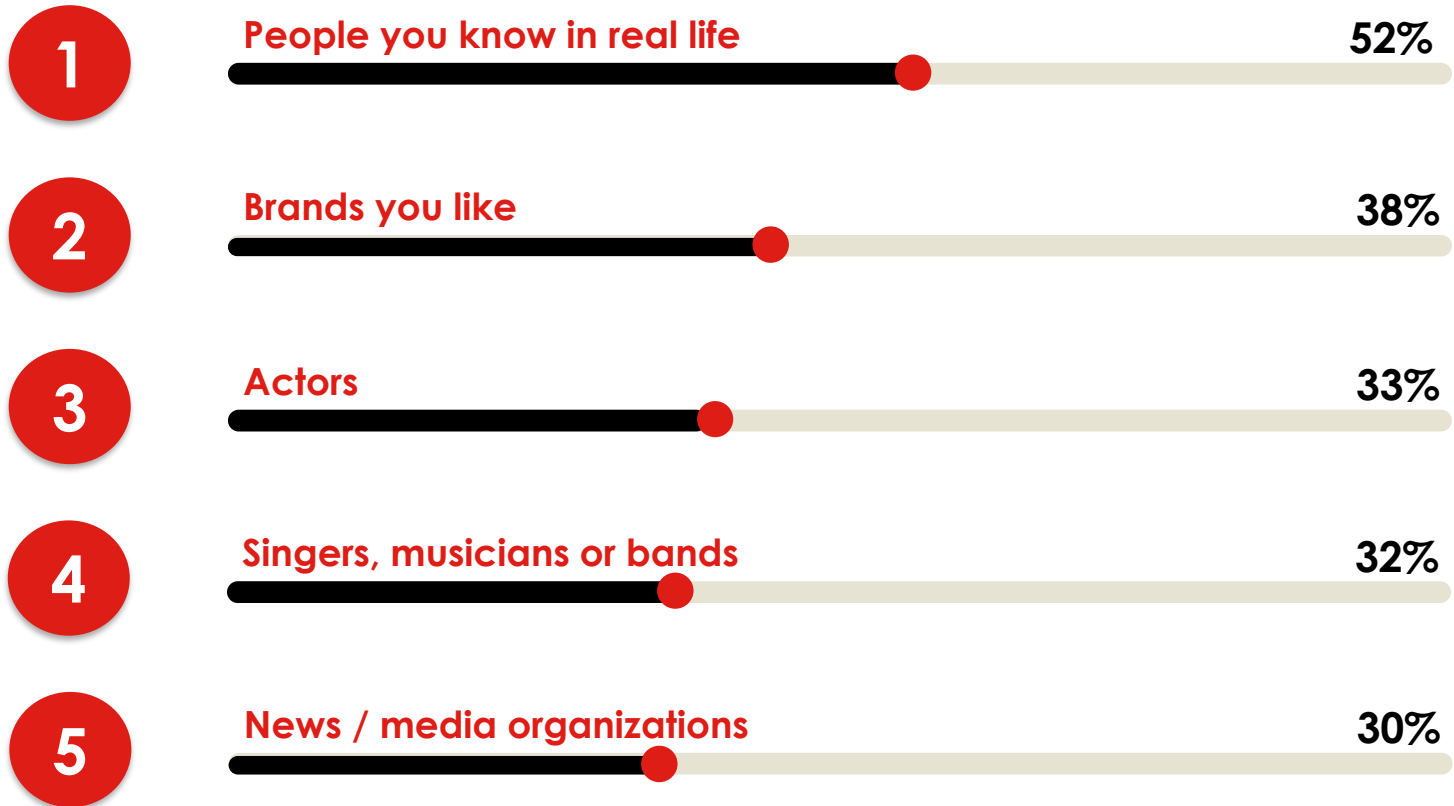 1
People you know in real life
52%
2
Brands you like
38%
3
Actors
33%
4
Singers, musicians or bands
32%
5
News / media organizations
30%